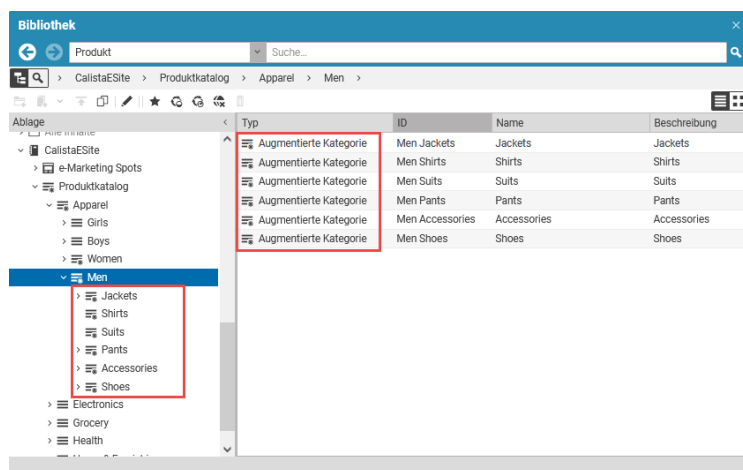 Bibliothek
Produkt Suche...
CalistaESite > Produktkatalog > Apparel > Men >
Ablage Typ ID Name Beschreibung
Alle Inhalte
CalistaESite
e-Marketing Spots
Produktkatalog
Apparel
Girls
Boys
Women
Men
Jackets
Shirts
Suits
Pants
Accessories
Shoes
Electronics
Grocery
Health
Augmentierte Kategorie Men Jackets Jackets Jackets
Augmentierte Kategorie Men Shirts Shirts Shirts
Augmentierte Kategorie Men Suits Suits Suits
Augmentierte Kategorie Men Pants Pants Pants
Augmentierte Kategorie Men Accessories Accessories Accessories
Augmentierte Kategorie Men Shoes Shoes Shoes